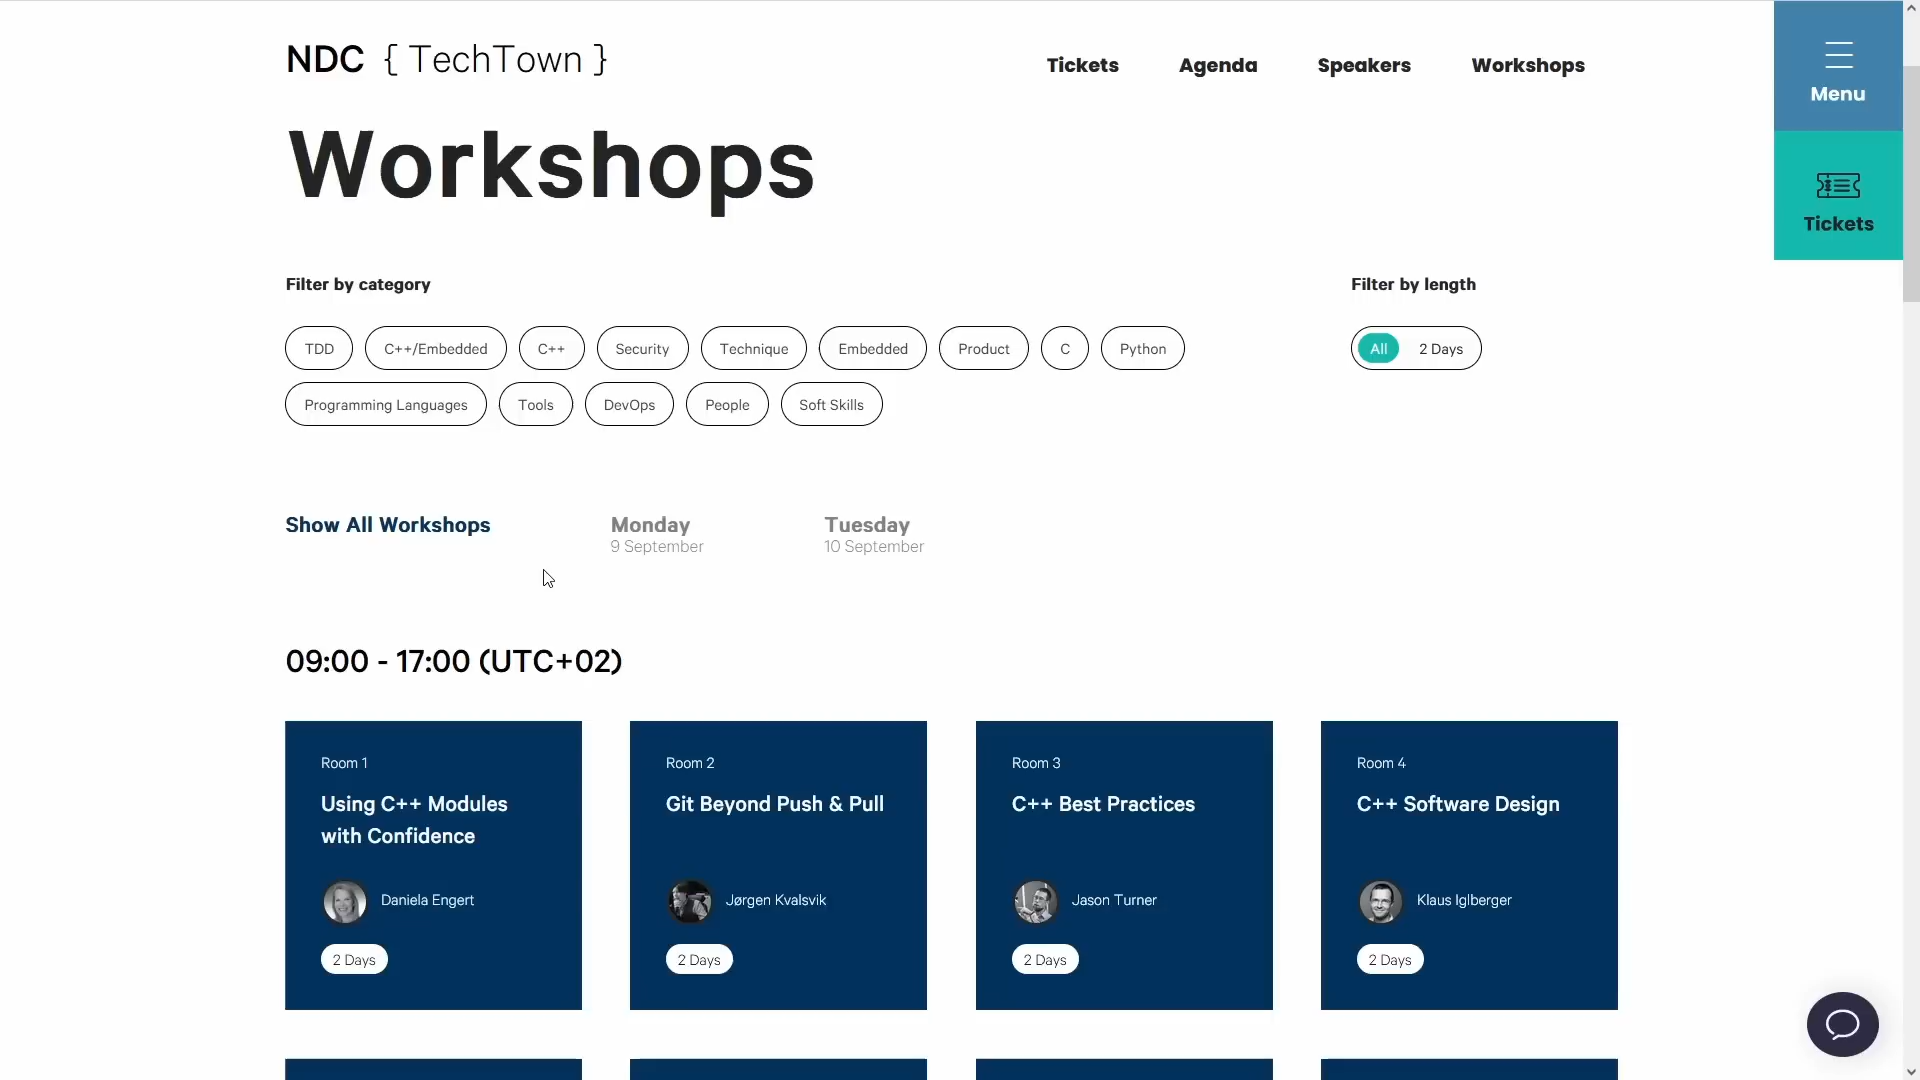 NDC { TechTown }
Tickets Agenda Speakers Workshops
Menu
Tickets
Workshops
Filter by category
Filter by length
TDD C++/Embedded C++ Security Technique Embedded Product C Python
All 2 Days
Programming Languages Tools DevOps People Soft Skills
Show All Workshops
Monday
9 September
Tuesday
10 September
09:00 - 17:00 (UTC+02)
Room 1
Using C++ Modules
with Confidence
Daniela Engert
2 Days
Room 2
Git Beyond Push & Pull
Jørgen Kvalsvik
2 Days
Room 3
C++ Best Practices
Jason Turner
2 Days
Room 4
C++ Software Design
Klaus Iglberger
2 Days